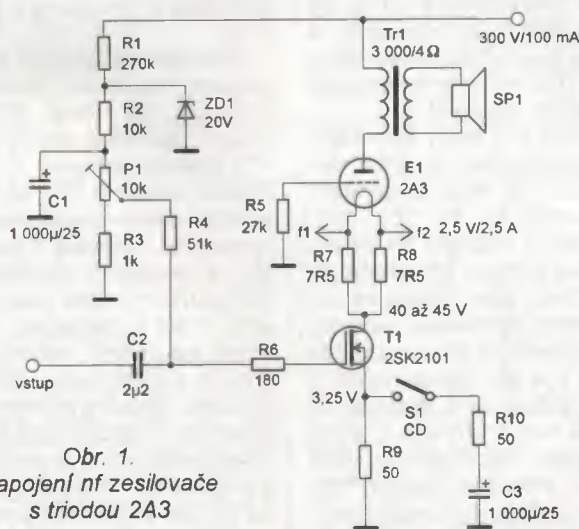 R1
270k
R2
10k
ZD1
20V
P1
10k
C1
1 000μ/25
R3
1k
R4
51k
C2
2μ2
vstup
R6
180
Tr1
3 000/4 Ω
300 V/100 mA
SP1
E1
2A3
R5
27k
f1
f2
2,5 V/2,5 A
R7
7R5
R8
7R5
40 až 45 V
T1
2SK2101
3,25 V
S1
CD
R9
50
R10
50
C3
1 000μ/25
Obr. 1.
apojení nf zesilovače
s triodou 2A3